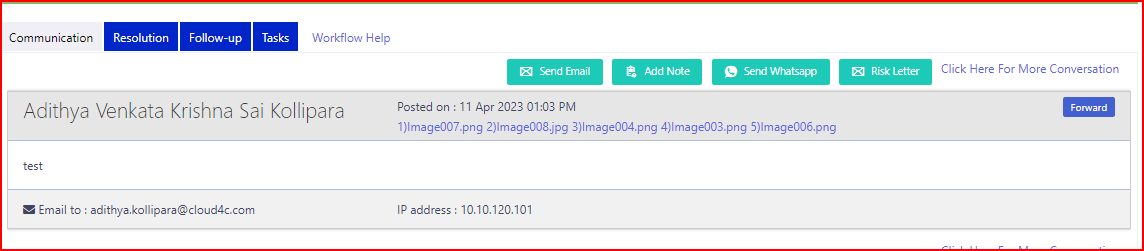 Communication Resolution Follow-up Tasks Workflow Help
Send Email Add Note Send Whatsapp Risk Letter Click Here For More Conversation
Adithya Venkata Krishna Sai Kollipara
Posted on : 11 Apr 2023 01:03 PM
Forward
1)Image007.png 2)Image008.jpg 3)Image004.png 4)Image003.png 5)Image006.png
test
Email to : adithya.kollipara@cloud4c.com IP address : 10.10.120.101